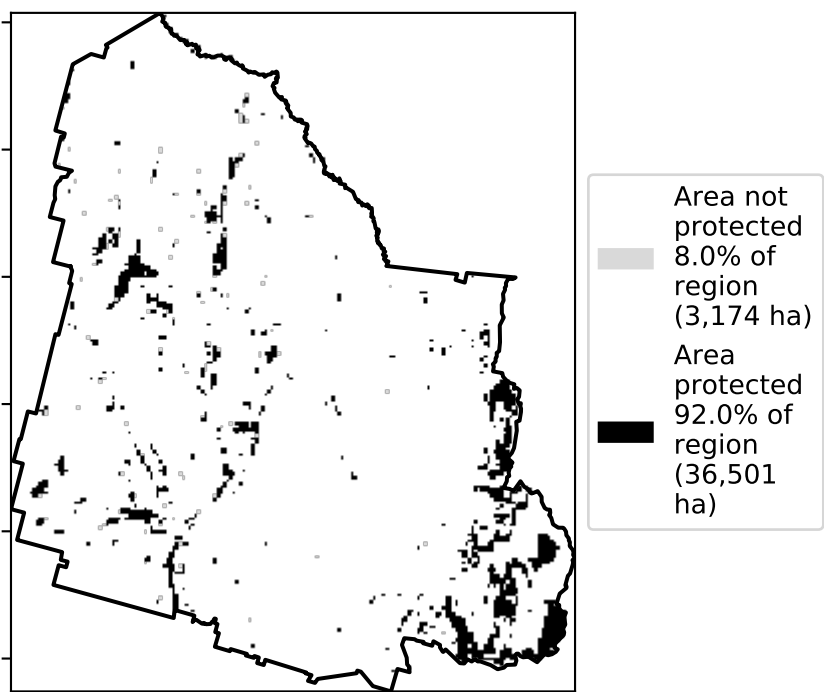 Area not
protected
8.0% of
region
(3,174 ha)
Area
protected
92.0% of
region
(36,501
ha)